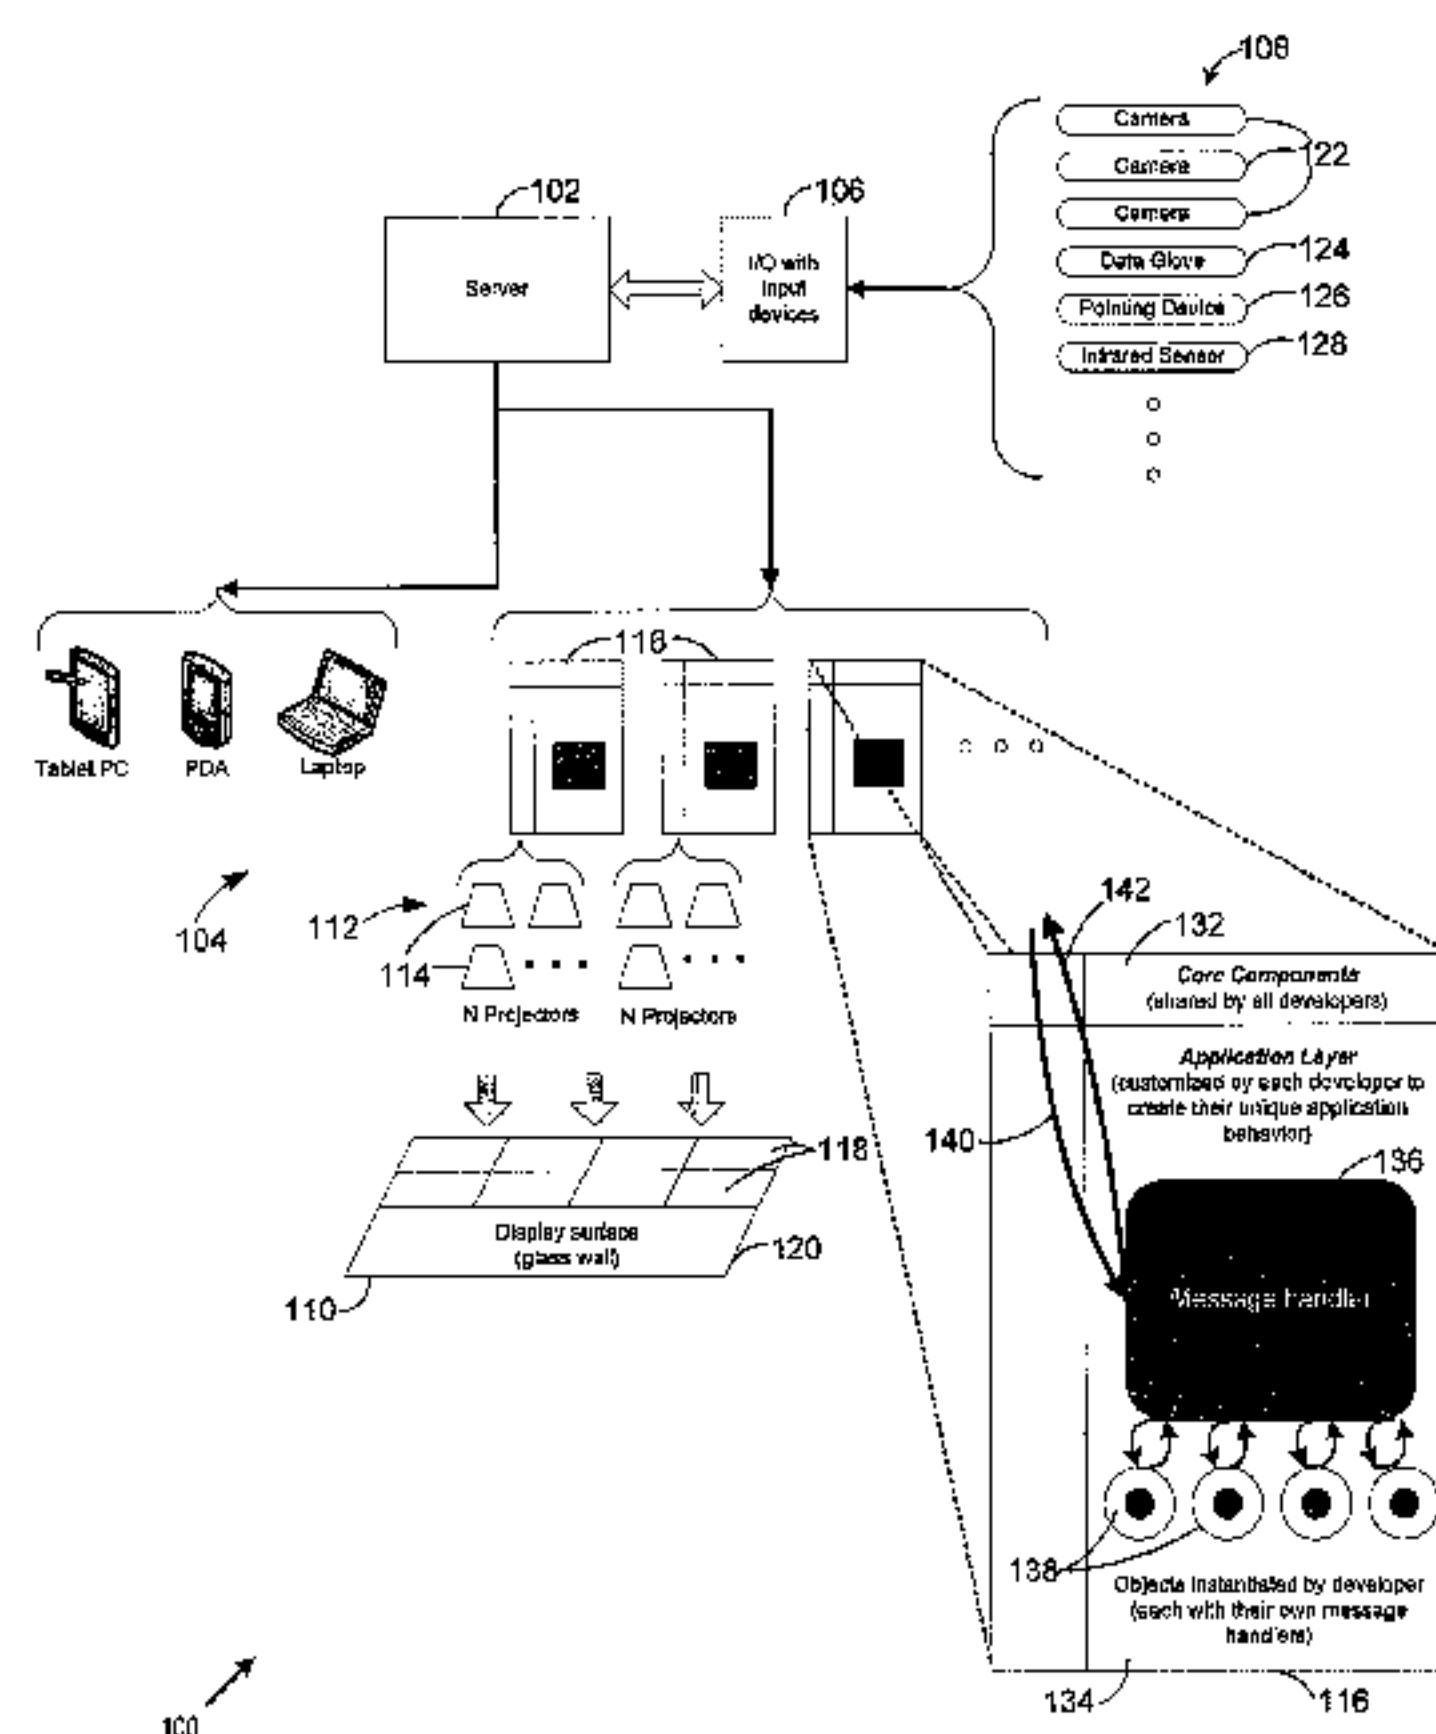 108
Camera
Camera
122
Camera
Data Glove
124
Pointing Device
126
Infrared Sensor
128
102
106
Server
I/O with
Input
devices
116
Tablet PC
PDA
Laptop
104
112
114
N Projectors
N Projectors
118
Display surface
(glass wall)
120
110
142
132
Core Components
(shared by all developers)
Application Layer
(customized by each developer to
create their unique application
behavior)
140
136
Message handler
138
Objects instantiated by developer
(each with their own message
handlers)
134
116
100